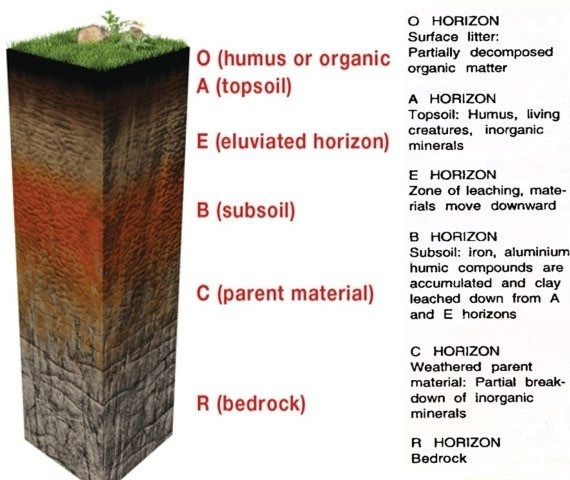 O (humus or organic
A (topsoil)
E (eluviated horizon)
B (subsoil)
C (parent material)
R (bedrock)
O HORIZON
Surface litter:
Partially decomposed
organic matter
A HORIZON
Topsoil: Humus, living
creatures, inorganic
minerals
E HORIZON
Zone of leaching, mate-
rials move downward
B HORIZON
Subsoil: iron, aluminium
humic compounds are
accumulated and clay
leached down from A
and E horizons
C HORIZON
Weathered parent
material: Partial break-
down of inorganic
minerals
R HORIZON
Bedrock